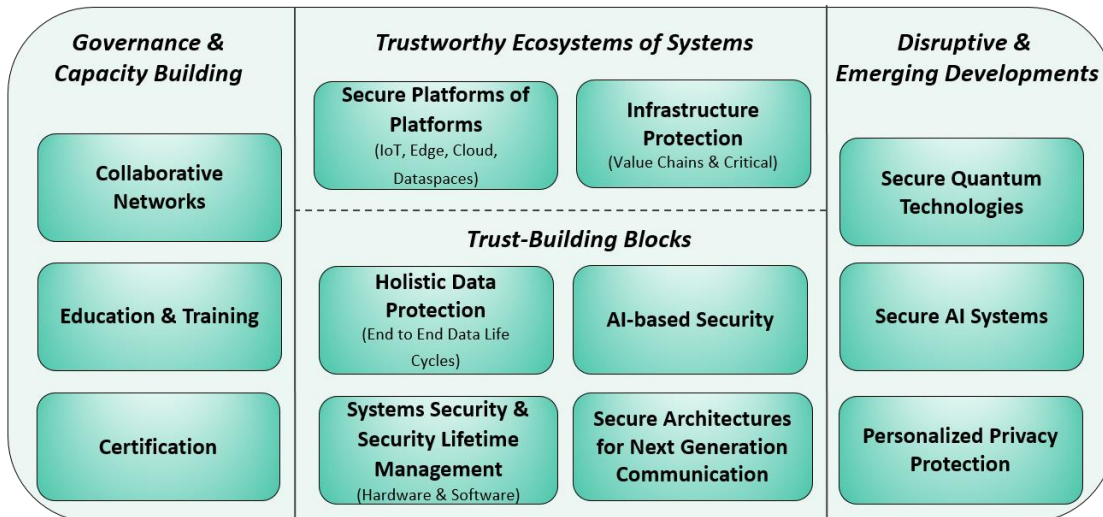 Governance &
Capacity Building
Collaborative
Networks
Education & Training
Certification
Trustworthy Ecosystems of Systems
Secure Platforms of
Platforms
(IoT, Edge, Cloud,
Dataspaces)
Infrastructure
Protection
(Value Chains & Critical)
Trust-Building Blocks
Holistic Data
Protection
(End to End Data Life
Cycles)
AI-based Security
Systems Security &
Security Lifetime
Management
(Hardware & Software)
Secure Architectures
for Next Generation
Communication
Disruptive &
Emerging Developments
Secure Quantum
Technologies
Secure AI Systems
Personalized Privacy
Protection